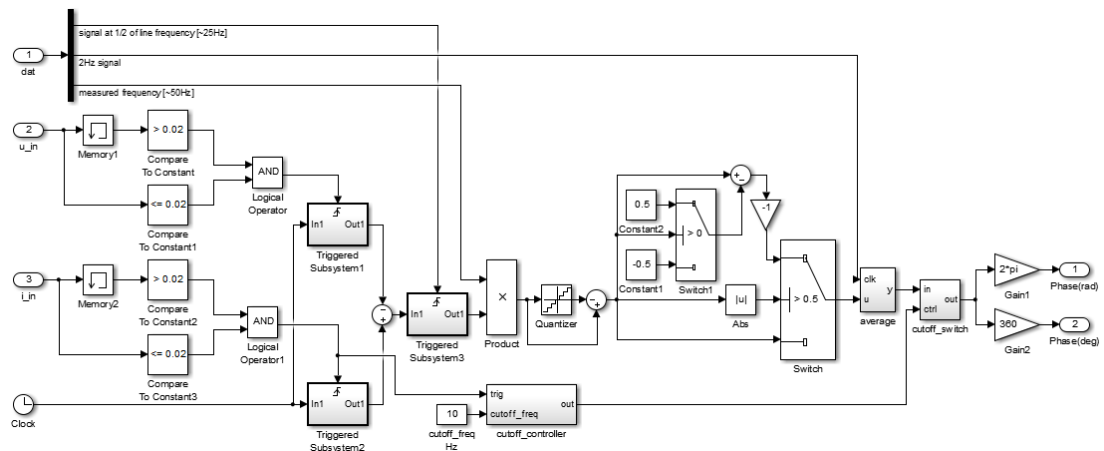 signal at 1/2 of line frequency [~25Hz]
1
dat
2Hz signal
measured frequency [~50Hz]
2
u_in
Memory1
> 0.02
Compare
To Constant
<= 0.02
Compare
To Constant1
AND
Logical
Operator
In1 Out1
Triggered
Subsystem1
3
i_in
Memory2
> 0.02
Compare
To Constant2
<= 0.02
Compare
To Constant3
AND
Logical
Operator1
In1 Out1
Triggered
Subsystem3
×
Product
Quantizer
0.5
Constant2
-0.5
Constant1
> 0
Switch1
-1
|u|
Abs
> 0.5
Switch
clk
u
y
average
in
ctrl
out
cutoff_switch
2*pi
Gain1
1
Phase(rad)
360
Gain2
2
Phase(deg)
Clock
In1 Out1
Triggered
Subsystem2
10
cutoff_freq
Hz
trig
cutoff_freq
out
cutoff_controller